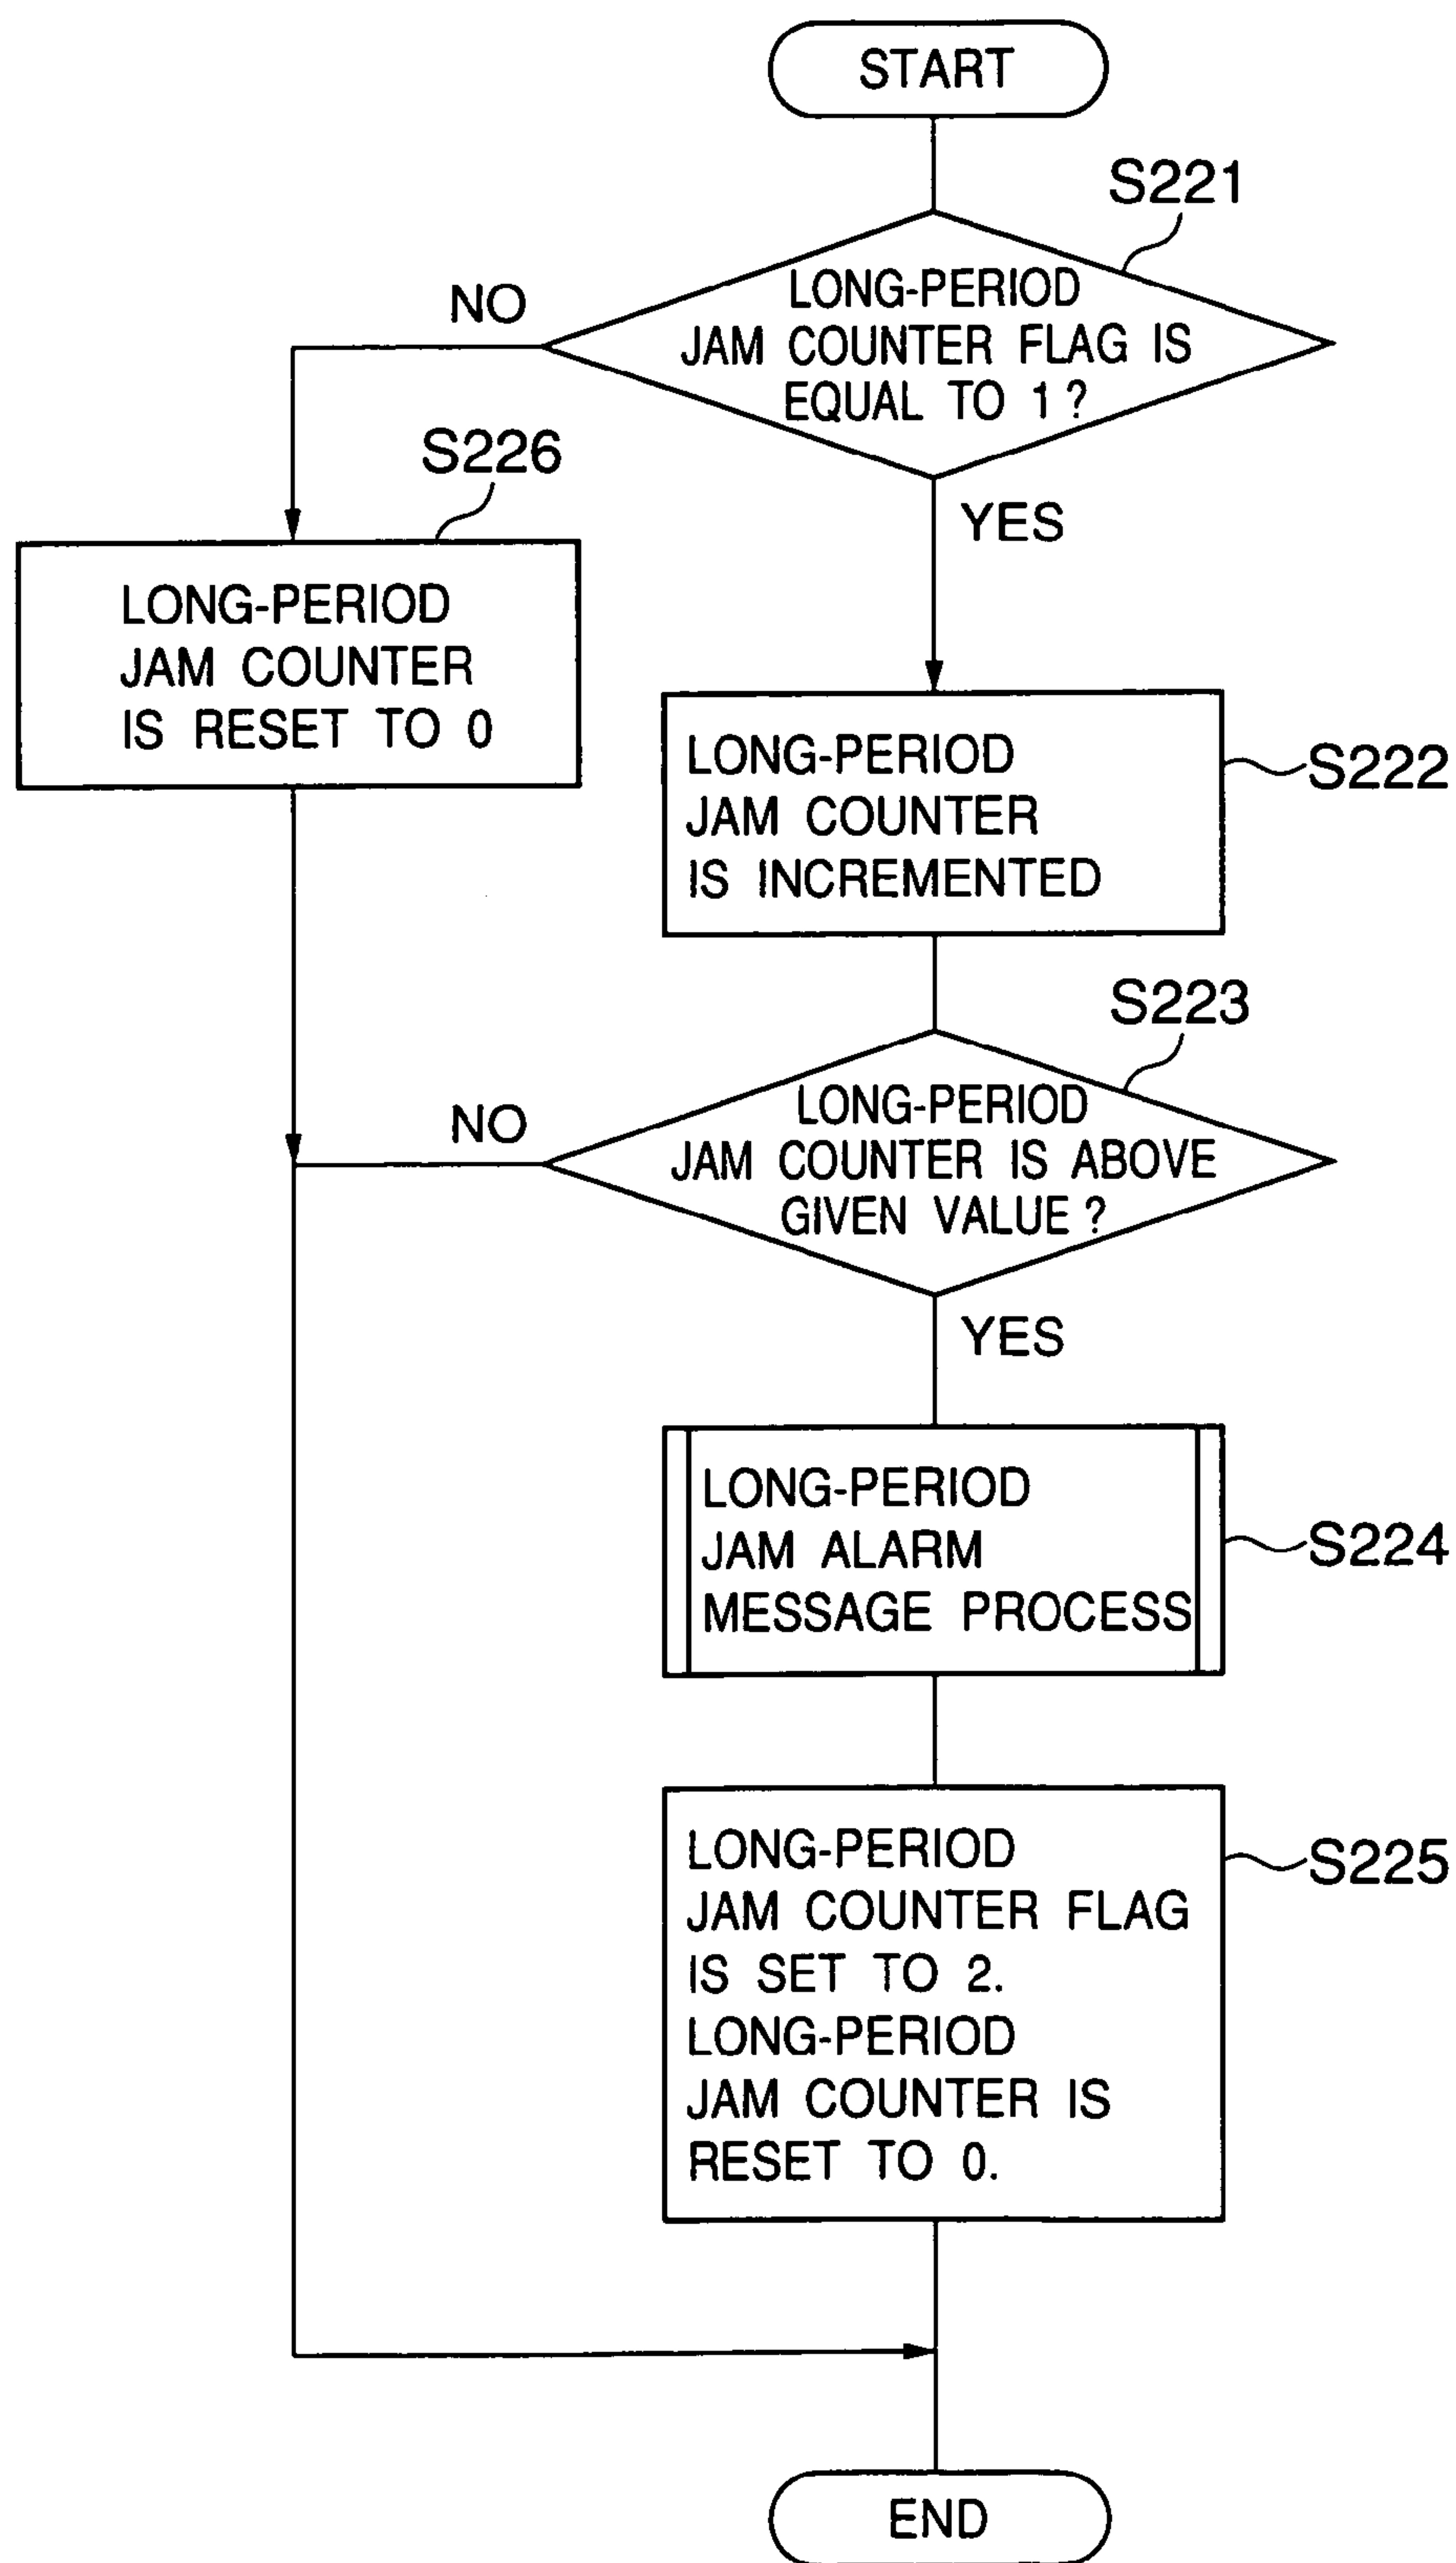 START
S221
LONG-PERIOD
JAM COUNTER FLAG IS
EQUAL TO 1?
NO
YES
S226
LONG-PERIOD
JAM COUNTER
IS RESET TO 0
LONG-PERIOD
JAM COUNTER
IS INCREMENTED
S222
S223
LONG-PERIOD
JAM COUNTER IS ABOVE
GIVEN VALUE?
NO
YES
LONG-PERIOD
JAM ALARM
MESSAGE PROCESS
S224
LONG-PERIOD
JAM COUNTER FLAG
IS SET TO 2.
LONG-PERIOD
JAM COUNTER IS
RESET TO 0.
S225
END